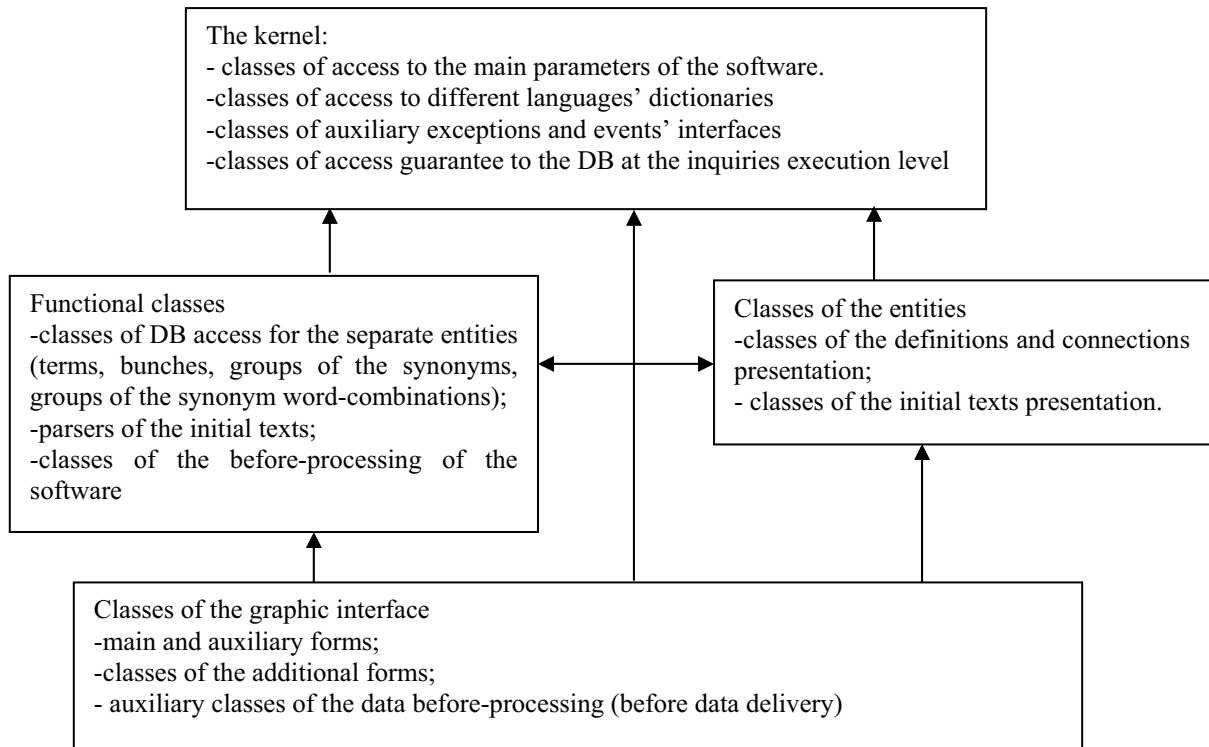 The kernel:
- classes of access to the main parameters of the software.
-classes of access to different languages’ dictionaries
-classes of auxiliary exceptions and events’ interfaces
-classes of access guarantee to the DB at the inquiries execution level
Functional classes
-classes of DB access for the separate entities
(terms, bunches, groups of the synonyms,
groups of the synonym word-combinations);
-parsers of the initial texts;
-classes of the before-processing of the
software
Classes of the entities
-classes of the definitions and connections
presentation;
- classes of the initial texts presentation.
Classes of the graphic interface
-main and auxiliary forms;
-classes of the additional forms;
- auxiliary classes of the data before-processing (before data delivery)